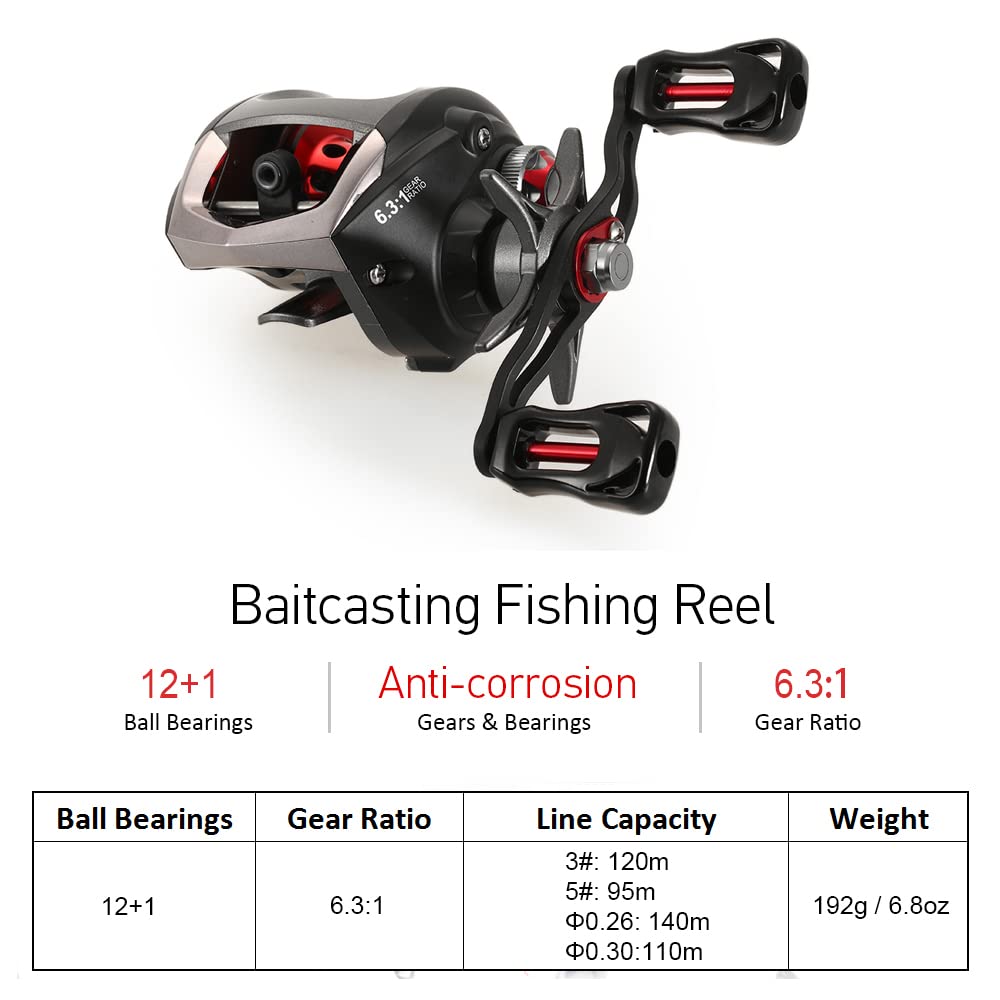 6.3:1 GEAR
RATIO
Baitcasting Fishing Reel
12+1 Anti-corrosion 6.3:1
Ball Bearings Gears & Bearings Gear Ratio
Ball Bearings Gear Ratio Line Capacity Weight
3#: 120m
5#: 95m
12+1 6.3:1 192g / 6.8oz
Φ0.26: 140m
Φ0.30:110m